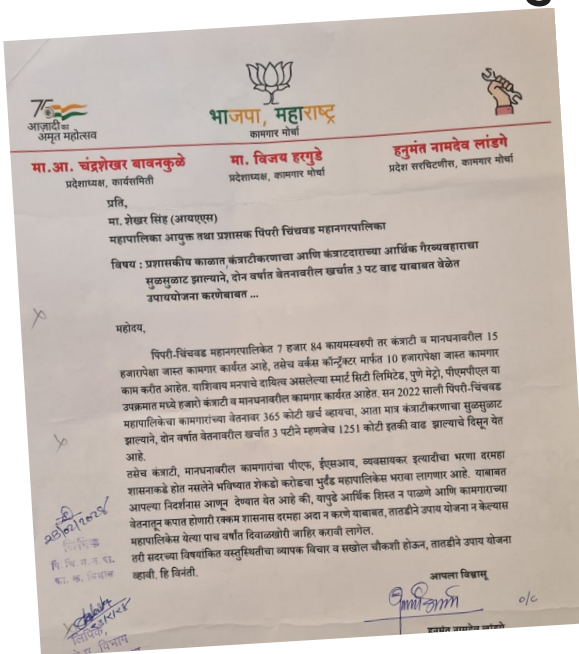 75
आज़ादी का
अमृत महोत्सव
भाजपा, महाराष्ट्र
कामगार मोर्चा
मा.आ. चंद्रशेखर बावनकुळे
प्रदेशाध्यक्ष, कार्यसमिती
मा. विजय हरगुडे
प्रदेशाध्यक्ष, कामगार मोर्चा
हनुमंत नामदेव लांडगे
प्रदेश सरचिटणीस, कामगार मोर्चा
प्रति,
मा. शेखर सिंह (आयएएस)
महापालिका आयुक्त तथा प्रशासक पिंपरी चिंचवड महानगरपालिका
विषय : प्रशासकीय काळात कंत्राटीकरणाचा आणि कंत्राटदाराच्या आर्थिक गैरव्यवहाराचा
सुळसुळाट झाल्याने, दोन वर्षात वेतनावरील खर्चात 3 पट वाढ याबाबत वेळेत
उपाययोजना करणेबाबत ...
महोदय,
पिंपरी-चिंचवड महानगरपालिकेत 7 हजार 84 कायमस्वरुपी तर कंत्राटी व मानधनावरील 15
हजारापेक्षा जास्त कामगार कार्यरत आहे, तसेच वर्कस कॉन्ट्रॅक्टर मार्फत 10 हजारापेक्षा जास्त कामगार
काम करीत आहेत. याशिवाय मनपाचे दायित्व असलेल्या स्मार्ट सिटी लिमिटेड, पुणे मेट्रो, पीएमपीएल या
उपक्रमात मध्ये हजारो कंत्राटी व मानधनावरील कामगार कार्यरत आहेत. सन 2022 साली पिंपरी-चिंचवड
महापालिकेचा कामगारांच्या वेतनावर 365 कोटी खर्च व्हायचा, आता मात्र कंत्राटीकरणाचा सुळसुळाट
झाल्याने, दोन वर्षात वेतनावरील खर्चात 3 पटीने म्हणजेच 1251 कोटी इतकी वाढ झाल्याचे दिसून येत
आहे.
तसेच कंत्राटी, मानधनावरील कामगारांचा पीएफ, ईएसआय, व्यवसायकर इत्यादीचा भरणा दरमहा
शासनाकडे होत नसलेने भविष्यात शेकडो करोडचा भुर्दंड महापालिकेस भरावा लागणार आहे. याबाबत
आपल्या निदर्शनास आणून देण्यात येत आहे की, यापुढे आर्थिक शिस्त न पाळणे आणि कामगाराच्या
वेतनातून कपात होणारी रक्कम शासनास दरमहा अदा न करणे याबाबत, तातडीने उपाय योजना न केल्यास
महापालिकेस येत्या पाच वर्षात दिवाळखोरी जाहिर करावी लागेल.
तरी सदरच्या विषयांकित वस्तुस्थितीचा व्यापक विचार व सखोल चौकशी होऊन, तातडीने उपाय योजना
व्हावी. हि विनंती.
आपला विश्वासू
o/c
हनुमंत नामदेव लांडगे
23/02/2024
लिपिक
पिं. चिं. म. न. पा.
का. क. विभाग
लिपिक,
विभाग